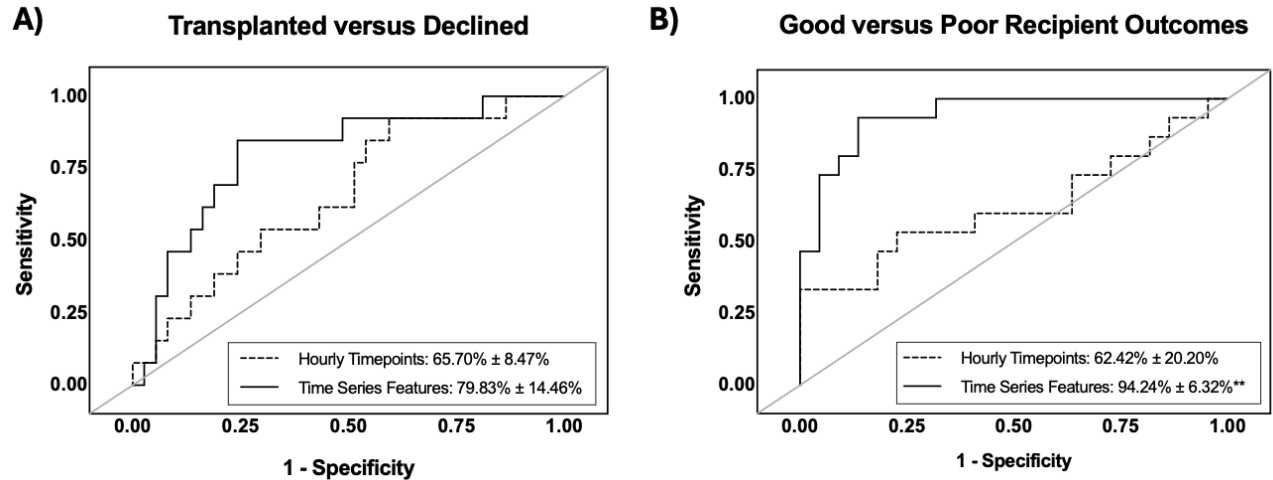 A)
Transplanted versus Declined
1.00
0.75
0.50
0.25
0.00
Sensitivity
Hourly Timepoints: 65.70% ± 8.47%
Time Series Features: 79.83% ± 14.46%
0.00 0.25 0.50 0.75 1.00
1 - Specificity
B)
Good versus Poor Recipient Outcomes
1.00
0.75
0.50
0.25
0.00
Sensitivity
Hourly Timepoints: 62.42% ± 20.20%
Time Series Features: 94.24% ± 6.32%**
0.00 0.25 0.50 0.75 1.00
1 - Specificity